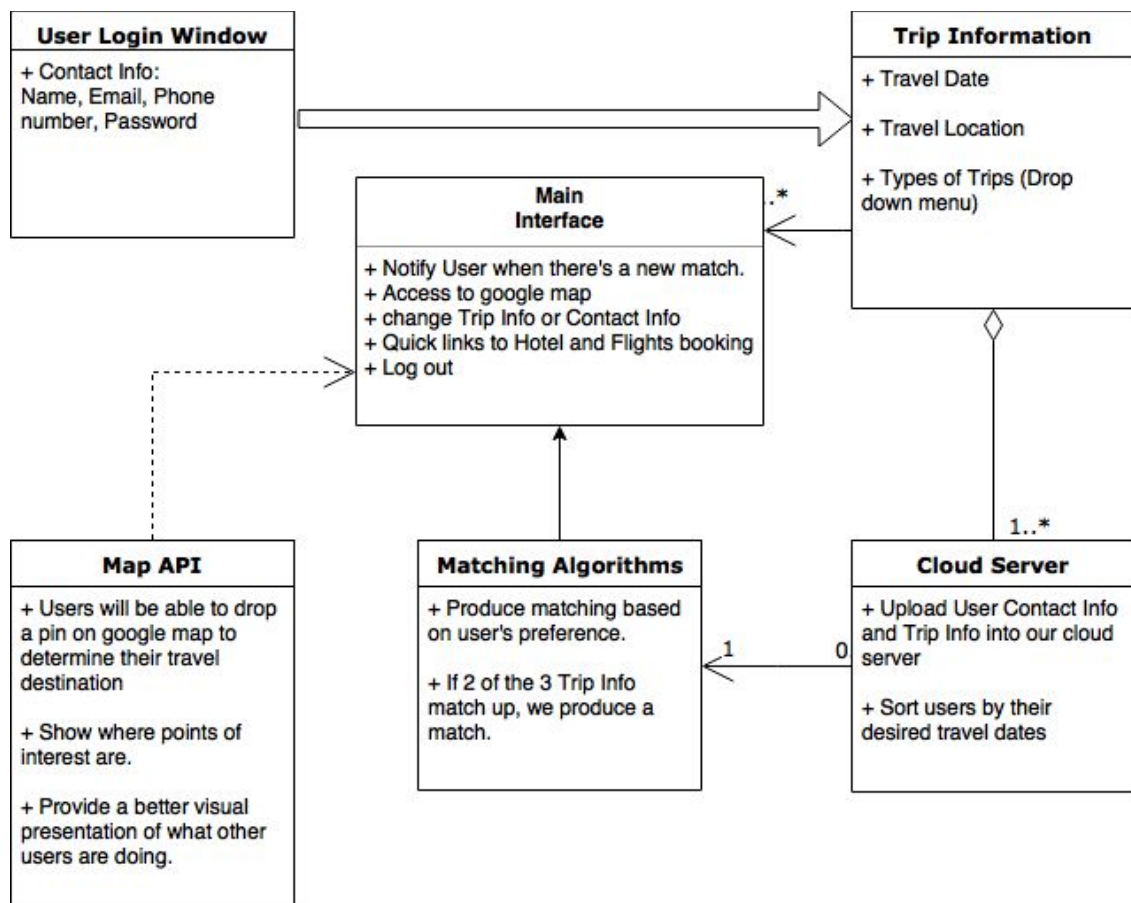 User Login Window
+ Contact Info:
Name, Email, Phone
number, Password
Trip Information
+ Travel Date
+ Travel Location
+ Types of Trips (Drop
down menu)
Main
Interface
..*
+ Notify User when there's a new match.
+ Access to google map
+ change Trip Info or Contact Info
+ Quick links to Hotel and Flights booking
+ Log out
Map API
+ Users will be able to drop
a pin on google map to
determine their travel
destination
+ Show where points of
interest are.
+ Provide a better visual
presentation of what other
users are doing.
Matching Algorithms
+ Produce matching based
on user's preference.
+ If 2 of the 3 Trip Info
match up, we produce a
match.
1
0
1..*
Cloud Server
+ Upload User Contact Info
and Trip Info into our cloud
server
+ Sort users by their
desired travel dates